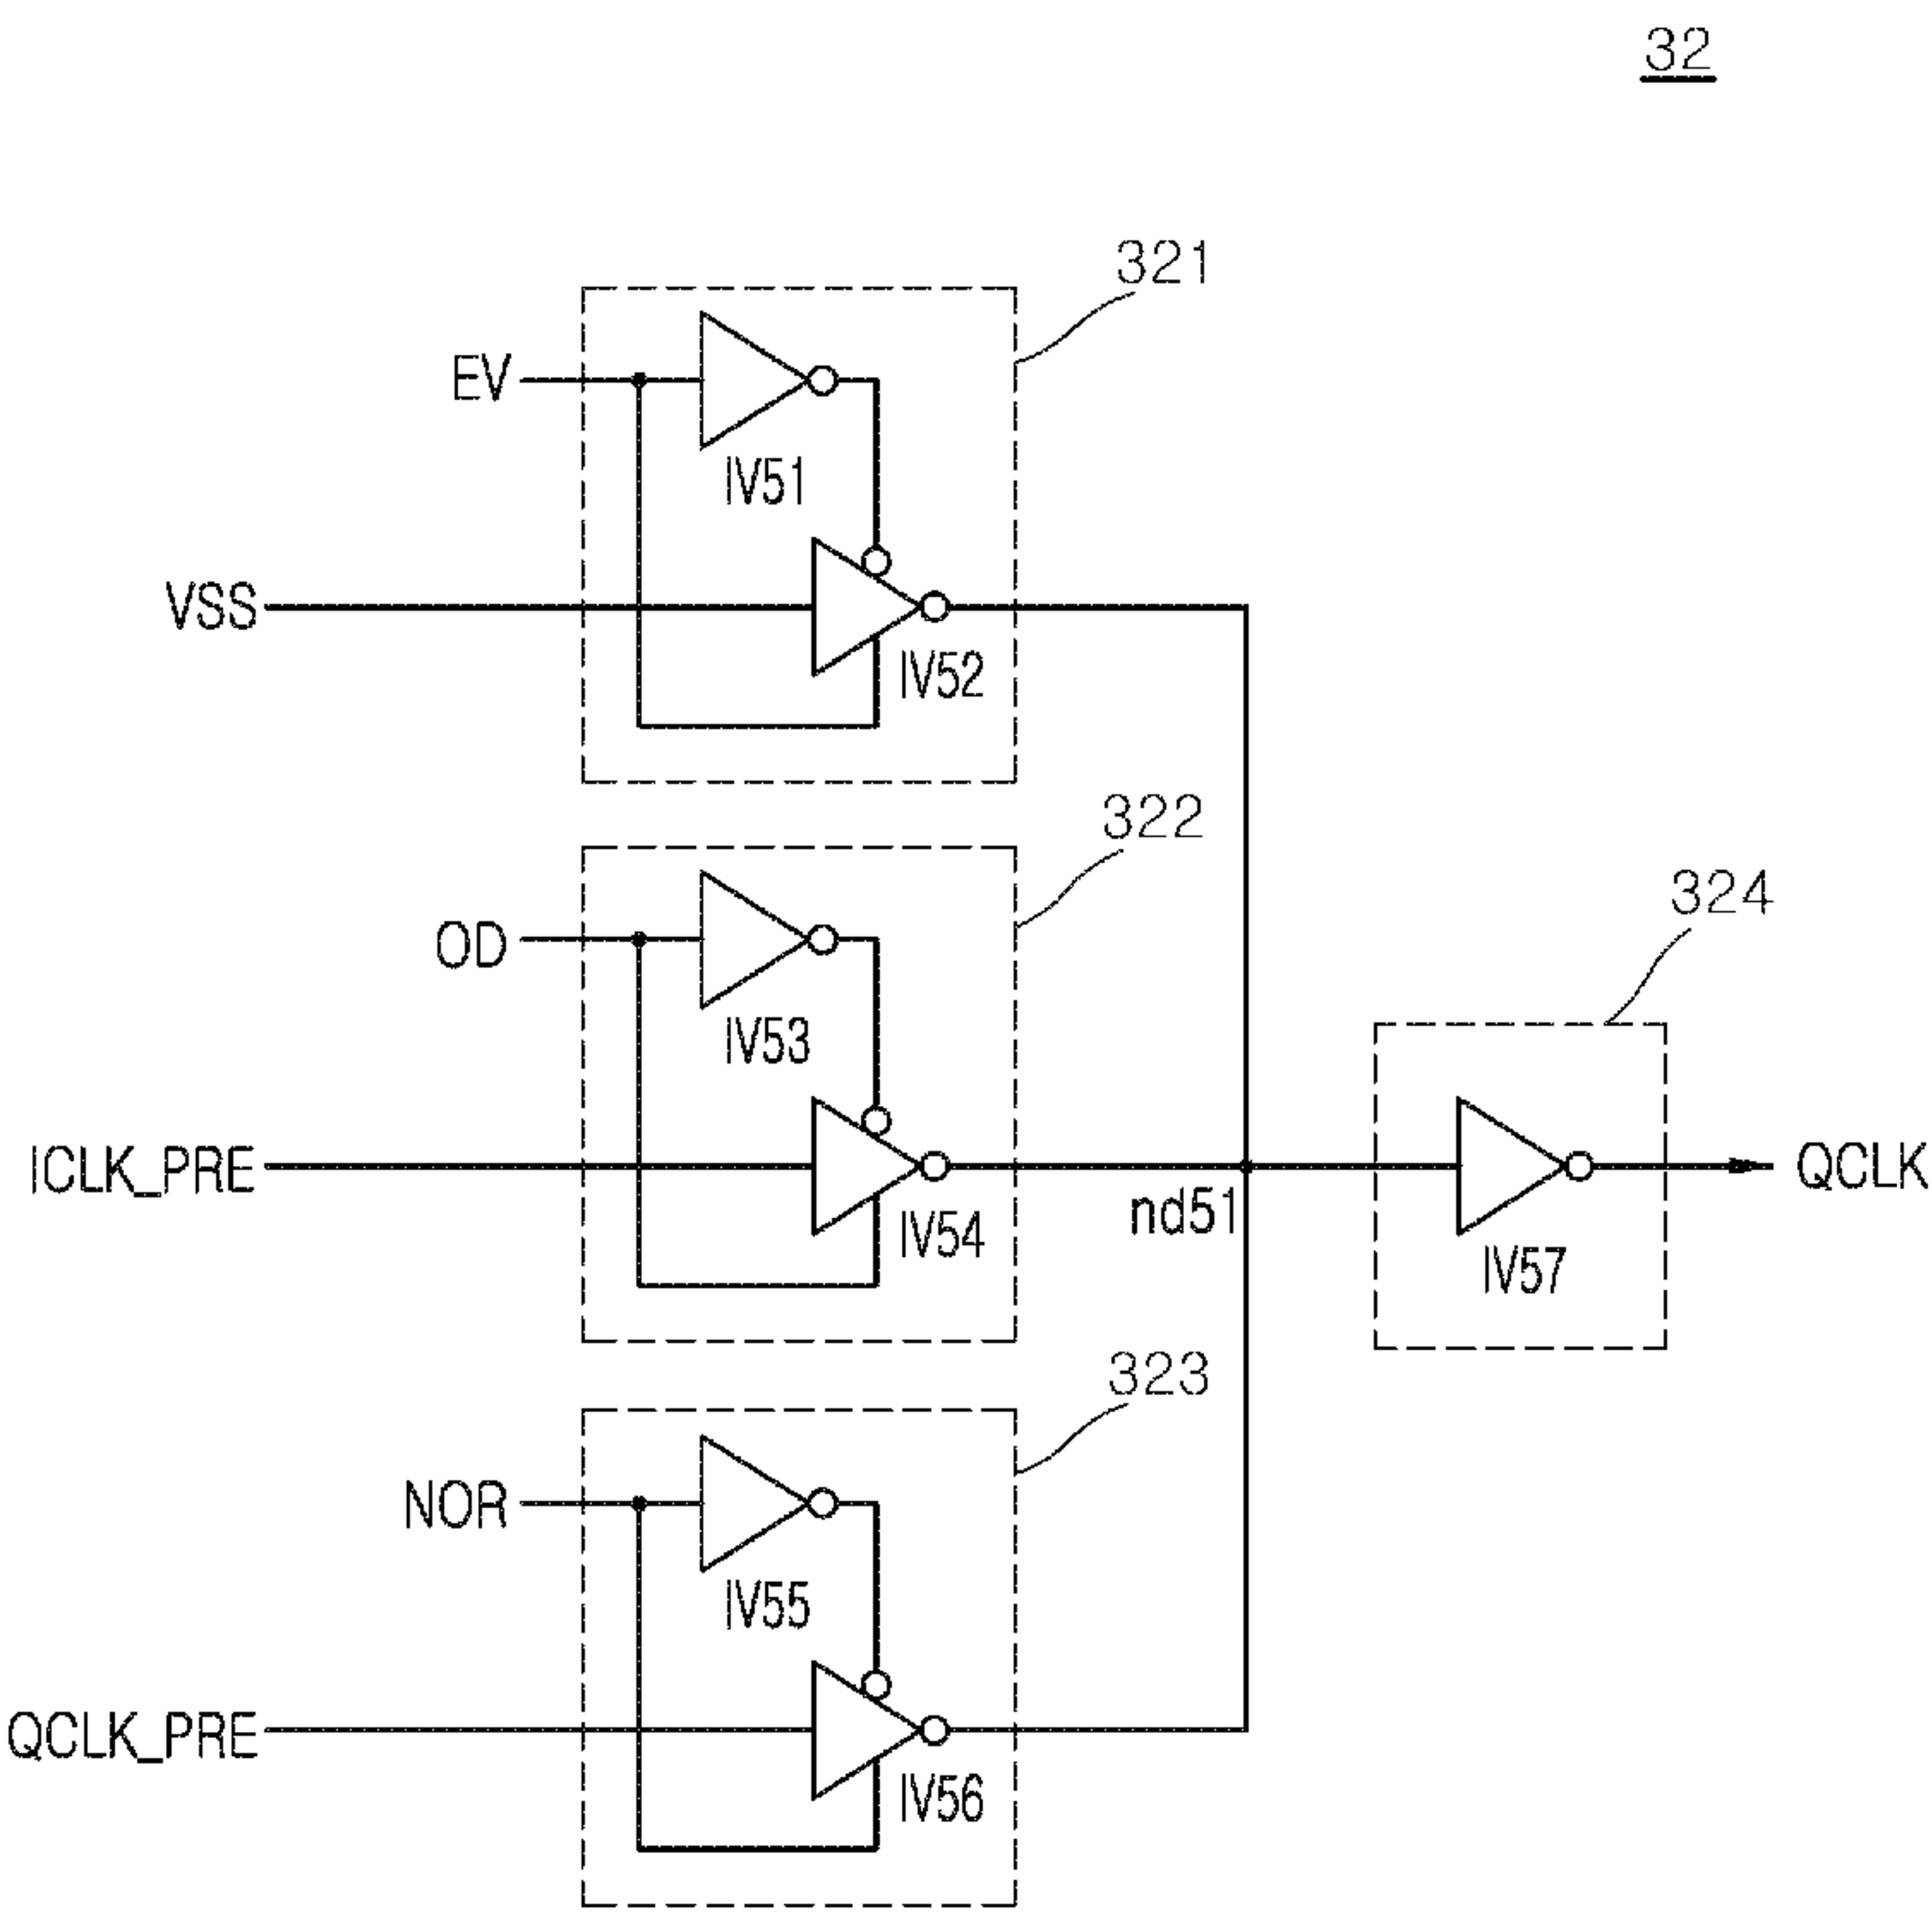 32
321
EV
IV51
VSS
IV52
322
OD
IV53
324
ICLK_PRE
nd51
QCLK
IV54
IV57
323
NOR
IV55
QCLK_PRE
IV56